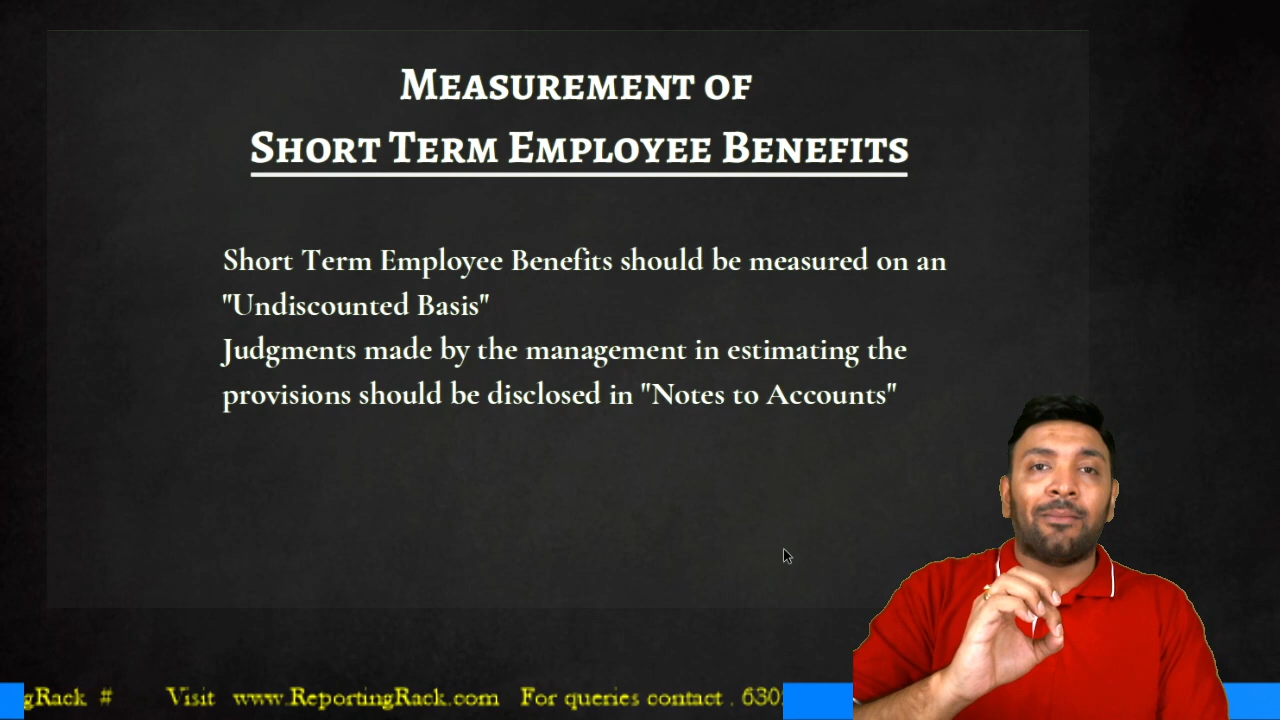 Measurement of
Short Term Employee Benefits
Short Term Employee Benefits should be measured on an
"Undiscounted Basis"
Judgments made by the management in estimating the
provisions should be disclosed in "Notes to Accounts"
gRack # Visit www.ReportingRack.com For queries contact . 630